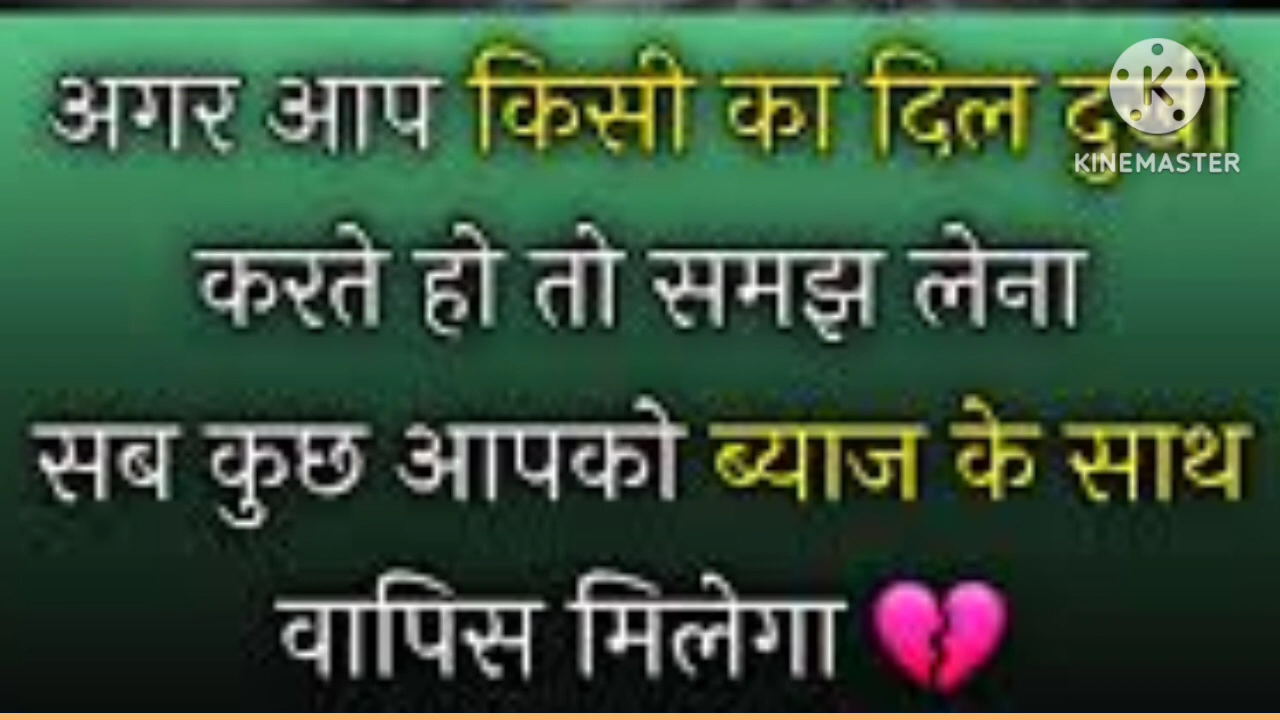 अगर आप किसी का दिल
KINEMASTER
करते हो तो समझ लेना
सब कुछ आपको ब्याज के साथ
वापिस मिलेगा 💔